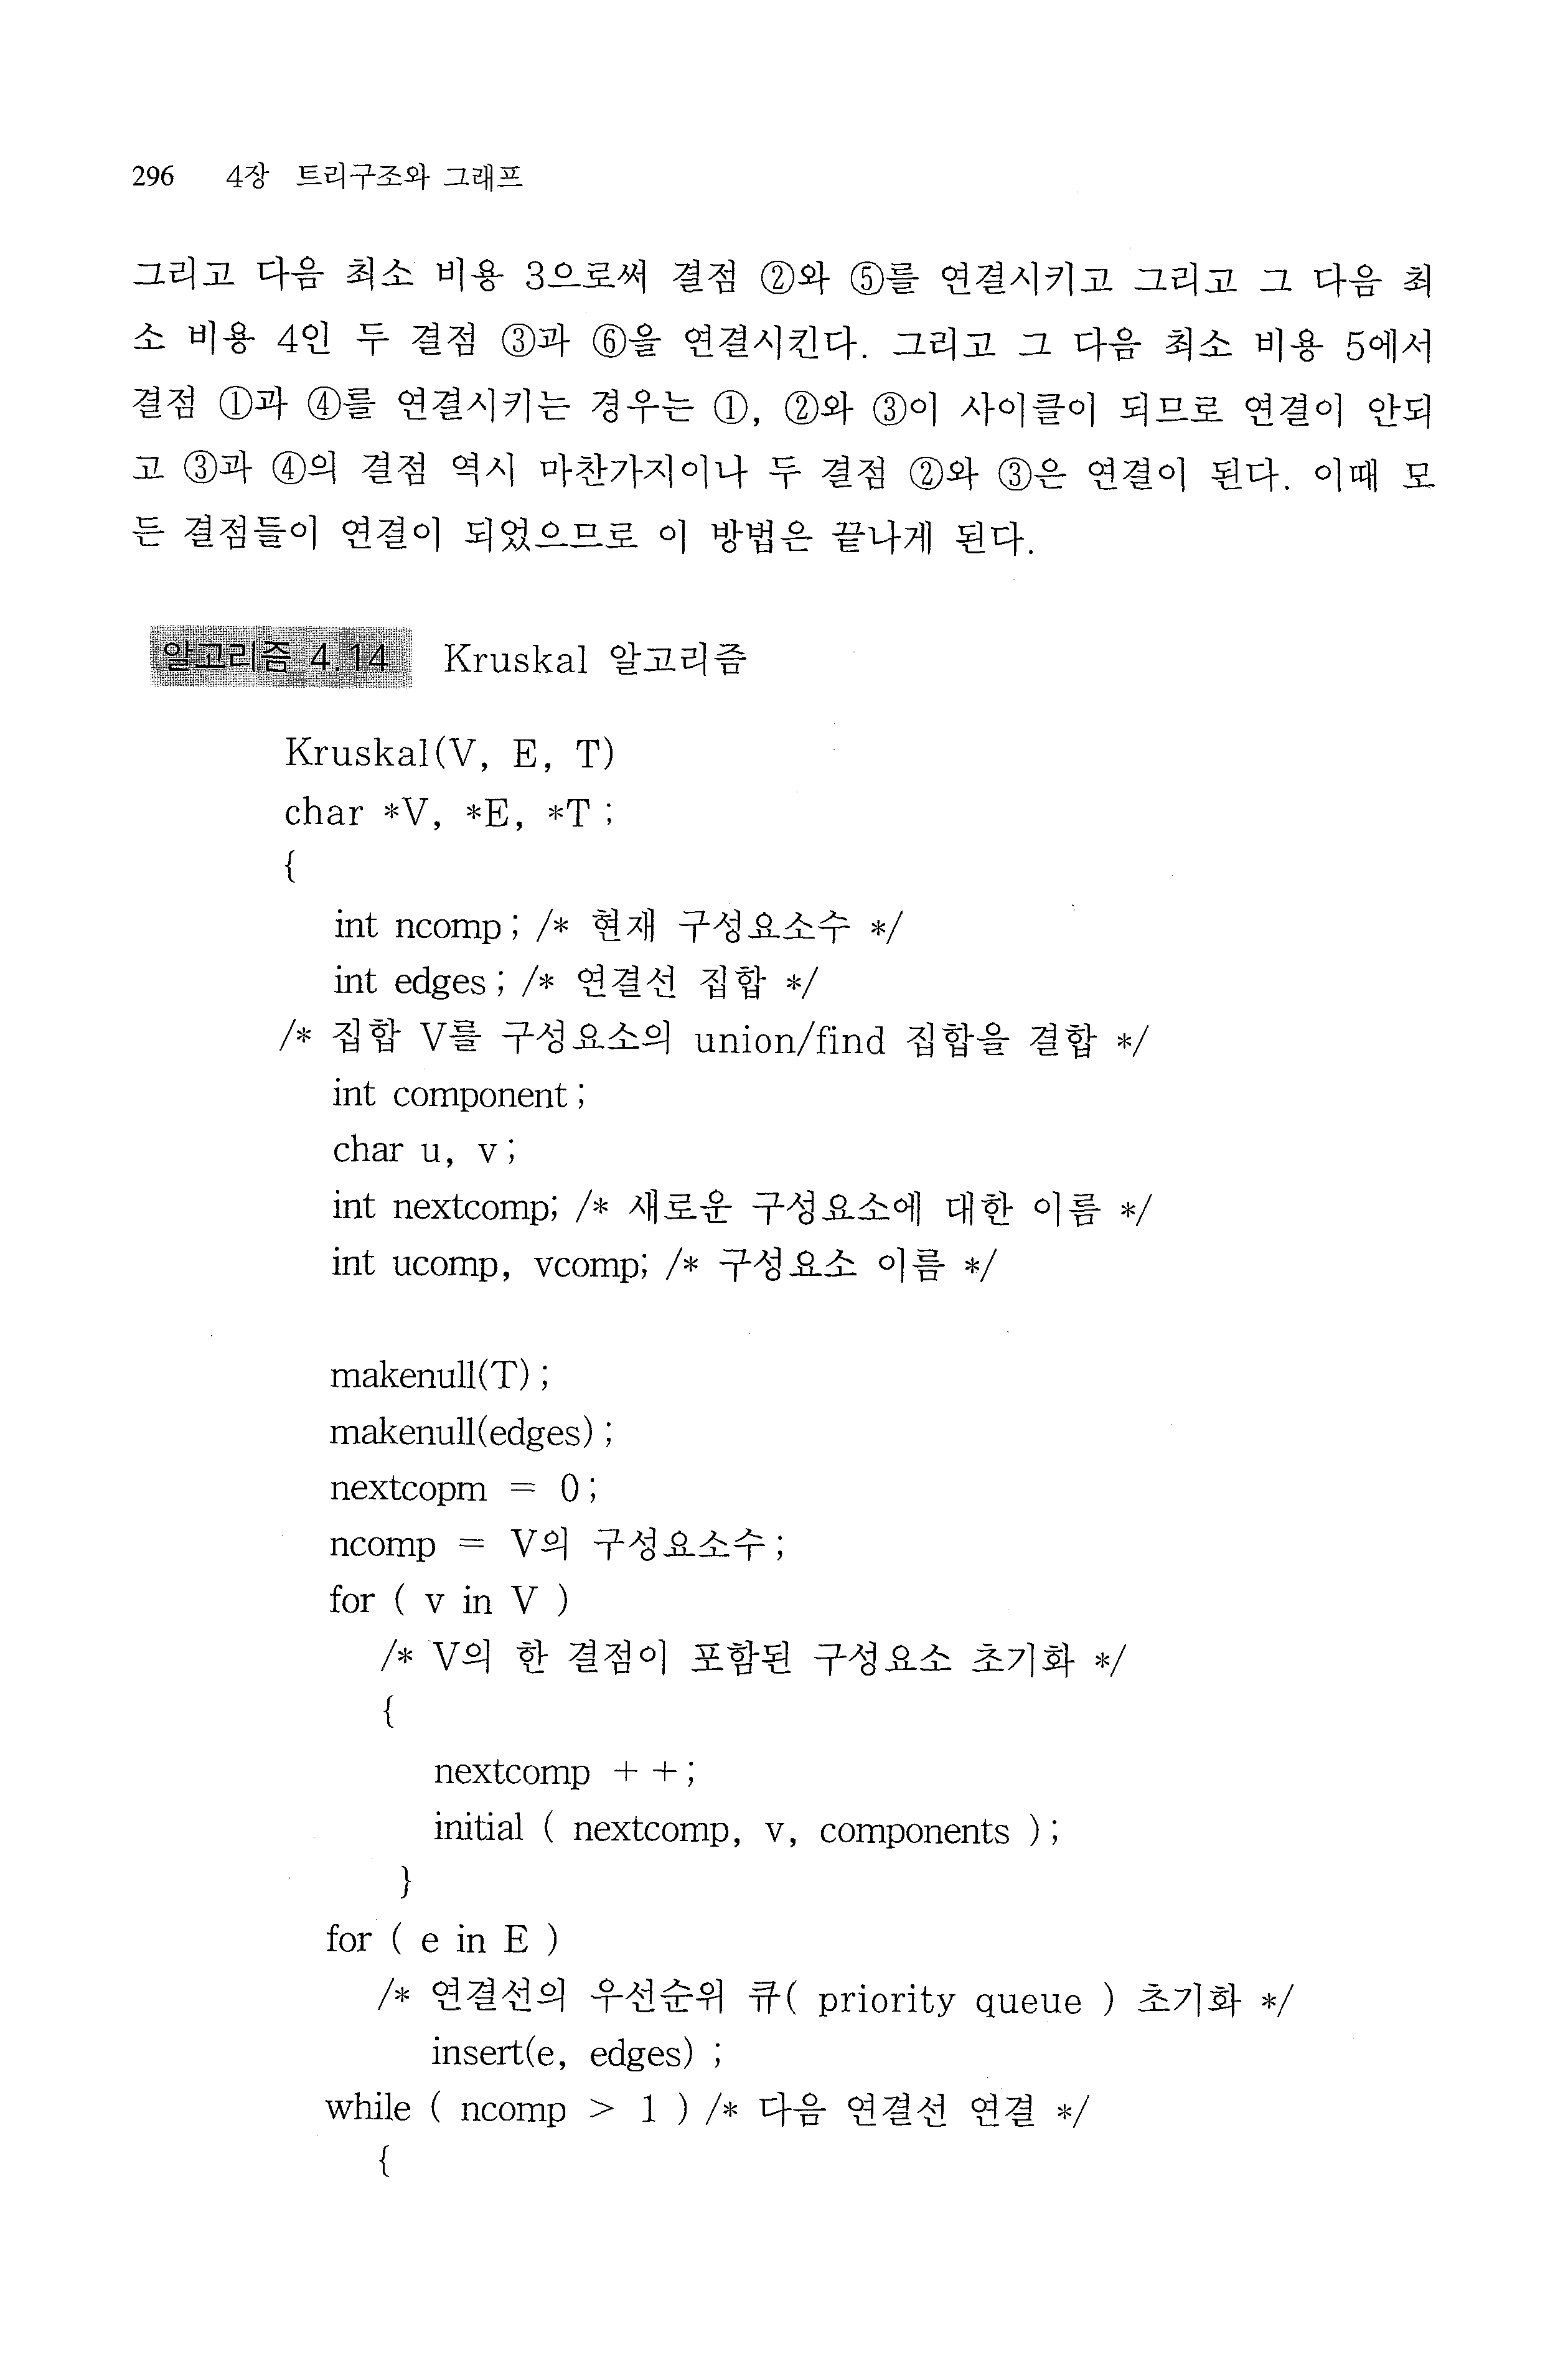 296 4장 트리구조와 그래프
그리고 다음 최소 비용 3으로써 결점 ②와 ⑤를 연결시키고 그리고 그 다음 최
소 비용 4인 두 결점 ③과 ⑥을 연결시킨다. 그리고 그 다음 최소 비용 5에서
결점 ①과 ④를 연결시키는 경우는 ①, ②와 ③이 사이클이 되므로 연결이 안되
고 ③과 ④의 결점 역시 마찬가지이나 두 결점 ②와 ③은 연결이 된다. 이때 모
든 결점들이 연결이 되었으므로 이 방법은 끝나게 된다.
알고리즘 4.14 Kruskal 알고리즘
Kruskal(V, E, T)
char *V, *E, *T ;
{
int ncomp ; /* 현재 구성요소수 */
int edges ; /* 연결선 집합 */
/* 집합 V를 구성요소의 union/find 집합을 결합 */
int component ;
char u, v ;
int nextcomp; /* 새로운 구성요소에 대한 이름 */
int ucomp, vcomp; /* 구성요소 이름 */
makenull(T) ;
makenull(edges) ;
nextcopm = 0 ;
ncomp = V의 구성요소수 ;
for ( v in V )
/* V의 한 결점이 포함된 구성요소 초기화 */
{
nextcomp + + ;
initial ( nextcomp, v, components ) ;
}
for ( e in E )
/* 연결선의 우선순위 큐( priority queue ) 초기화 */
insert(e, edges) ;
while ( ncomp > 1 ) /* 다음 연결선 연결 */
{